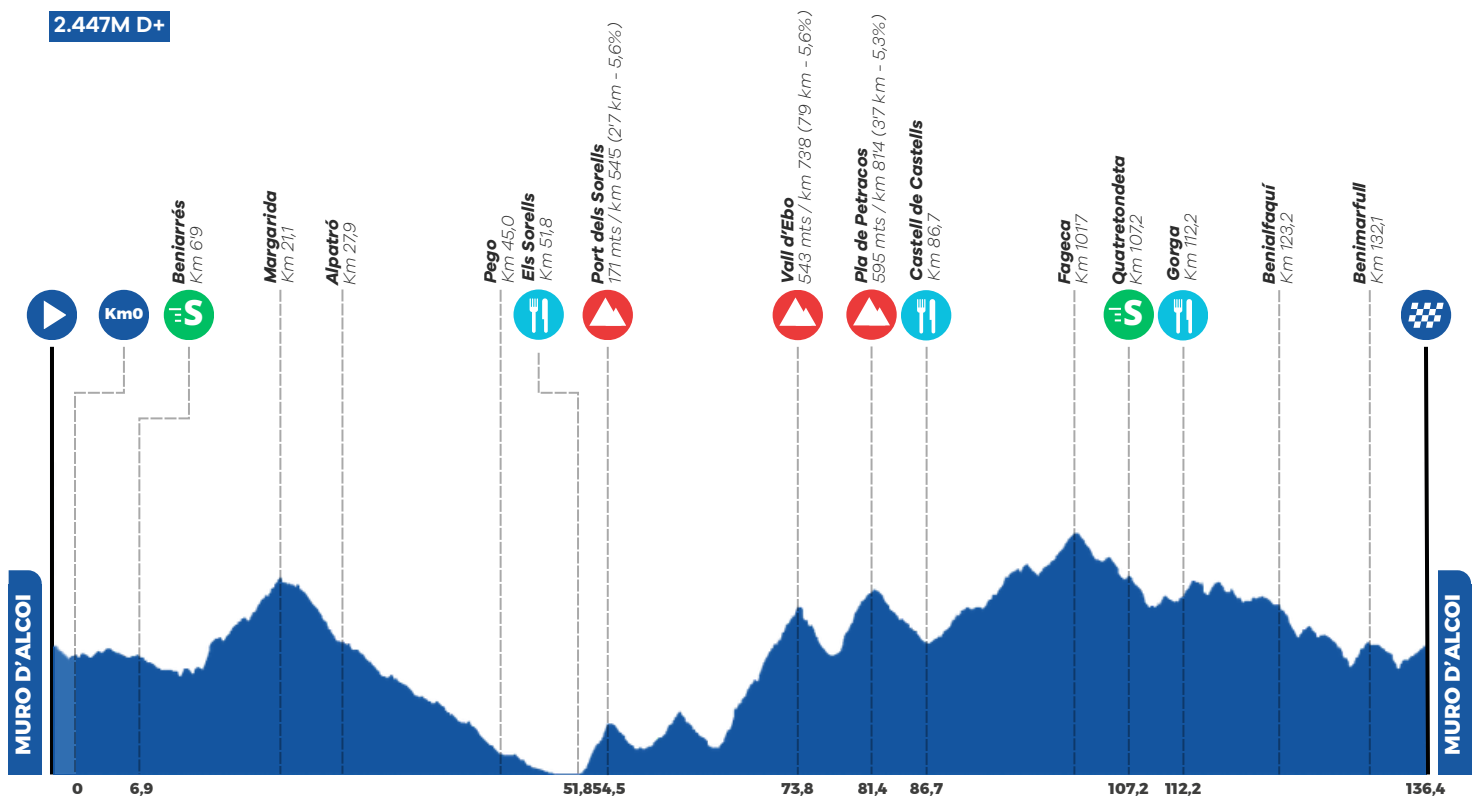 2.447M D+
Km0
Beniarrés
Km 6'9
S
Margarida
Km 21,1
Alpatró
Km 27,9
Pego
Km 45,0
Els Sorells
Km 51,8
Port dels Sorells
171 mts / km 54'5 (2'7 km - 5,6%)
Vall d'Ebo
543 mts / km 73'8 (7'9 km - 5,6%)
Pla de Petracos
595 mts / km 81'4 (3'7 km - 5,3%)
Castell de Castells
Km 86,7
Fageca
Km 101'7
Quatretondeta
Km 107,2
S
Gorga
Km 112,2
Benialfaquí
Km 123,2
Benimarfull
Km 132,1
MURO D'ALCOI
MURO D'ALCOI
0 6,9 51,8 54,5 73,8 81,4 86,7 107,2 112,2 136,4